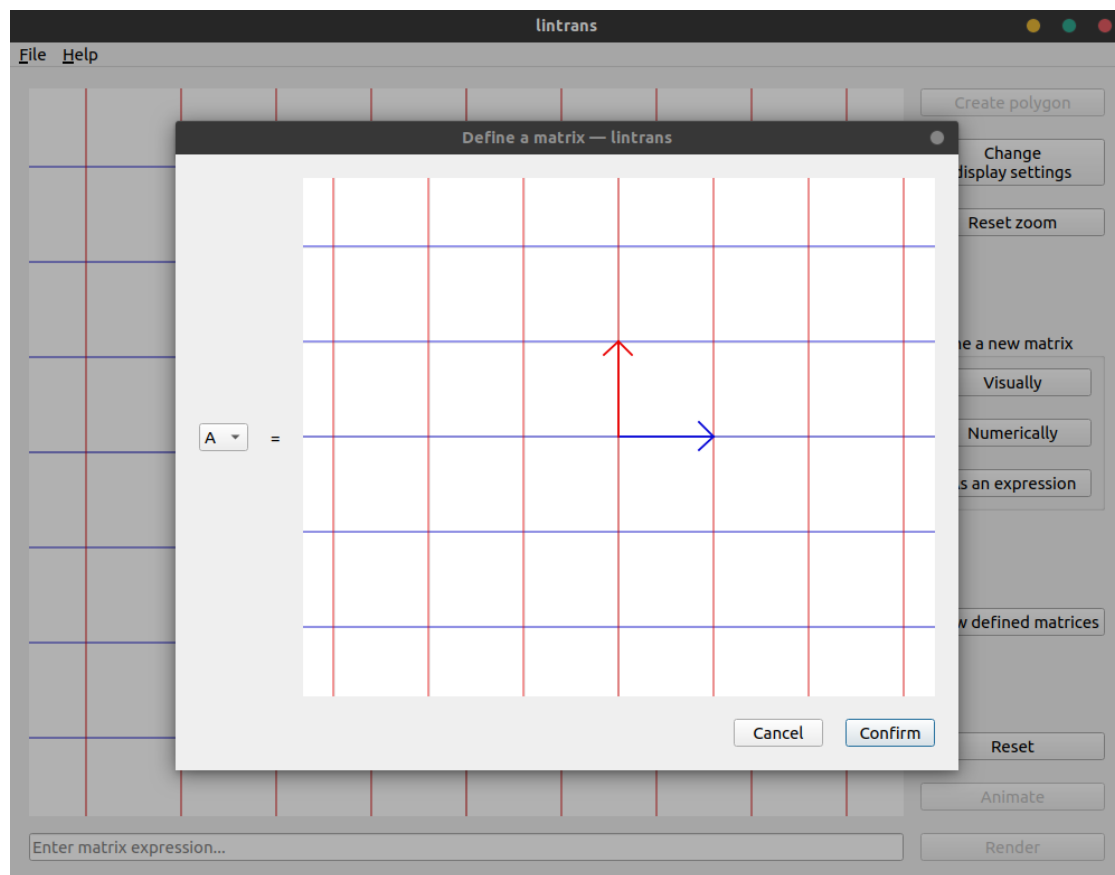 lintrans
File Help
Create polygon
Define a matrix — lintrans
Change
display settings
Reset zoom
a new matrix
Visually
A =
Numerically
an expression
defined matrices
Cancel Confirm
Reset
Animate
Enter matrix expression...
Render